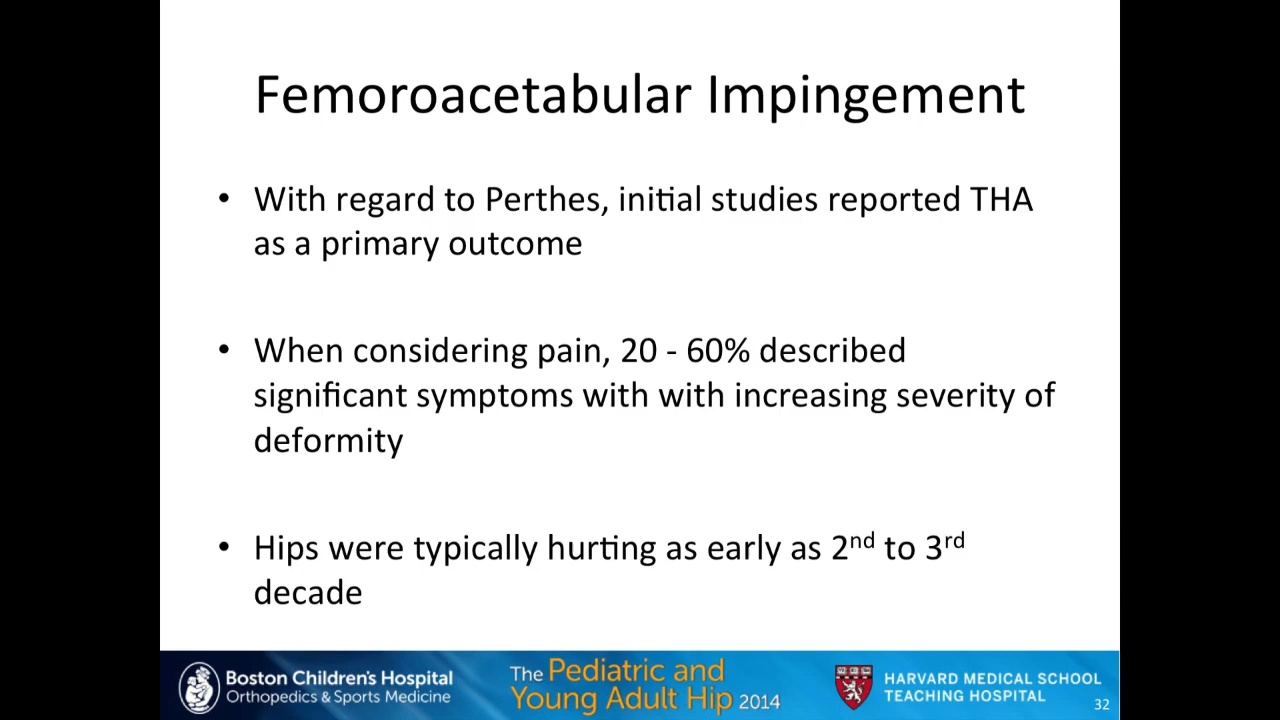 Femoroacetabular Impingement
• With regard to Perthes, initial studies reported THA
as a primary outcome
• When considering pain, 20 - 60% described
significant symptoms with with increasing severity of
deformity
• Hips were typically hurting as early as 2nd to 3rd
decade
Boston Children's Hospital
Orthopedics & Sports Medicine
The Pediatric and
Young Adult Hip 2014
HARVARD MEDICAL SCHOOL
TEACHING HOSPITAL
32